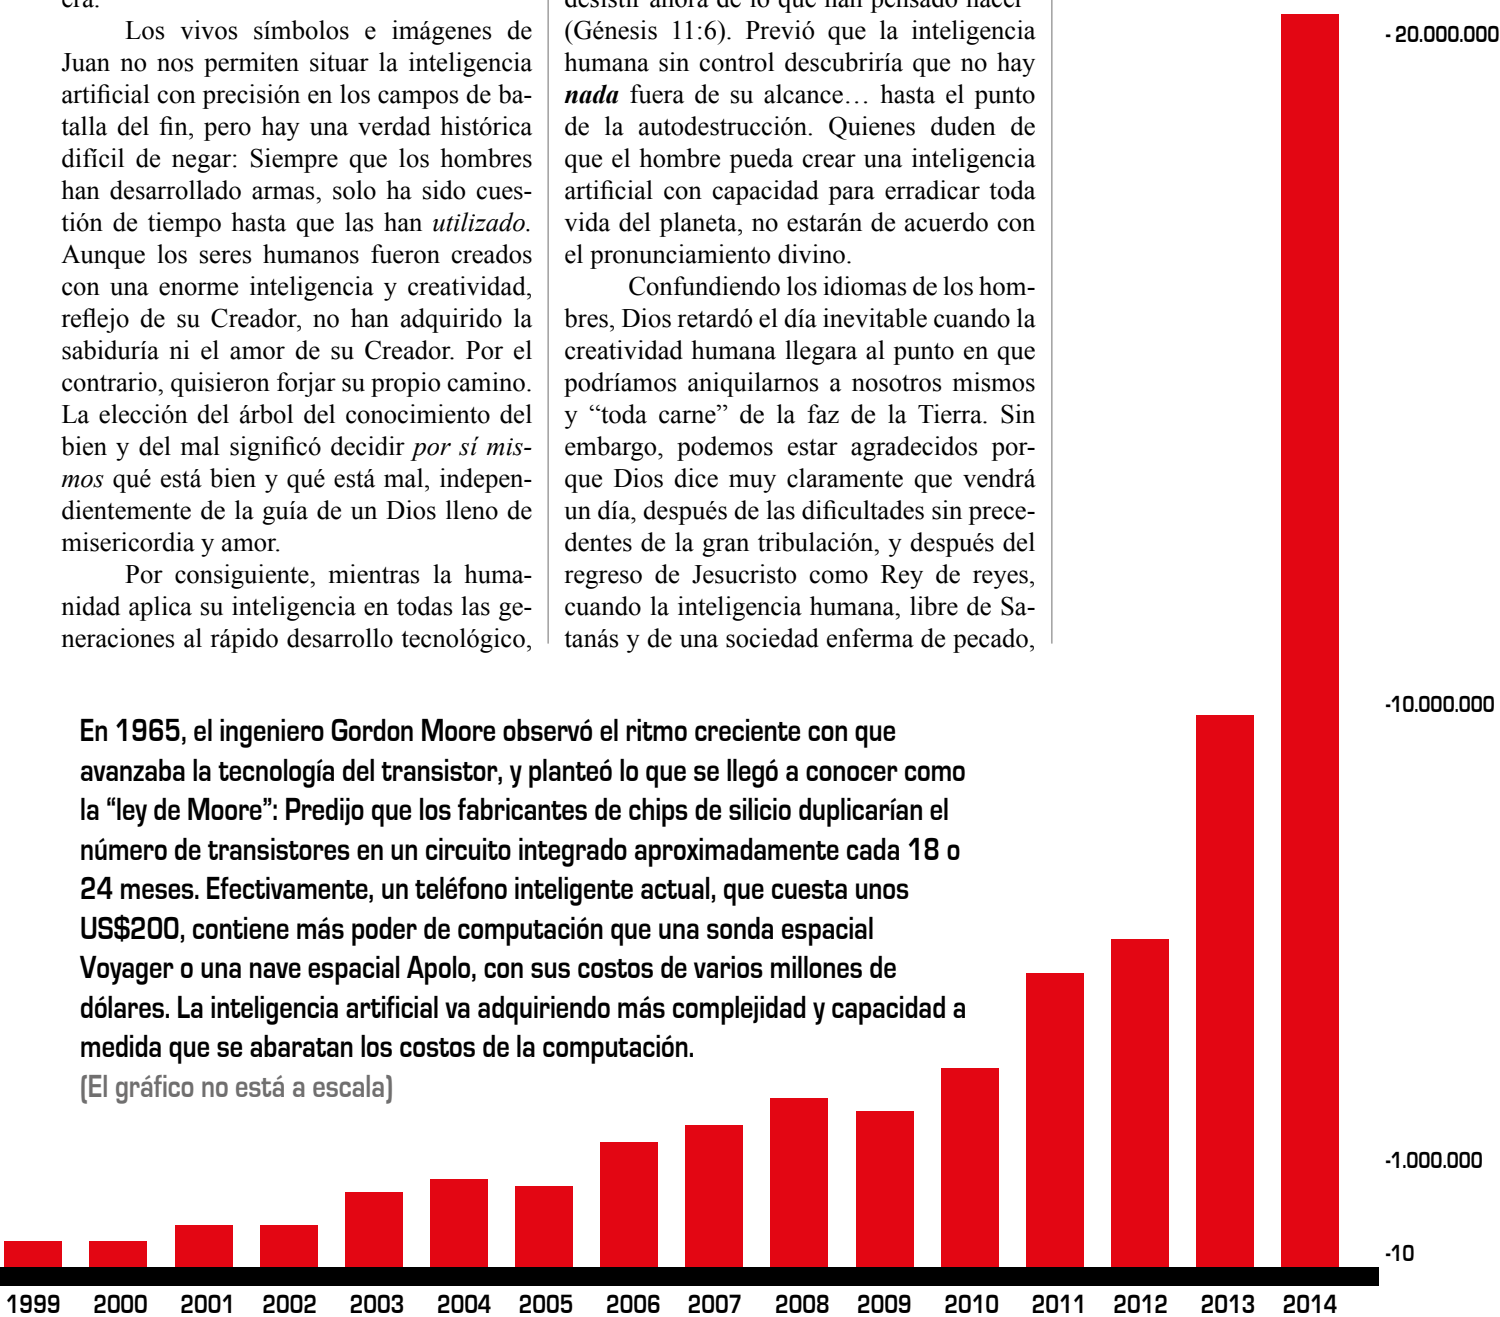 era.
Los vivos símbolos e imágenes de
Juan no nos permiten situar la inteligencia
artificial con precisión en los campos de ba-
talla del fin, pero hay una verdad histórica
difícil de negar: Siempre que los hombres
han desarrollado armas, solo ha sido cues-
tión de tiempo hasta que las han utilizado.
Aunque los seres humanos fueron creados
con una enorme inteligencia y creatividad,
reflejo de su Creador, no han adquirido la
sabiduría ni el amor de su Creador. Por el
contrario, quisieron forjar su propio camino.
La elección del árbol del conocimiento del
bien y del mal significó decidir por sí mis-
mos qué está bien y qué está mal, indepen-
dientemente de la guía de un Dios lleno de
misericordia y amor.
Por consiguiente, mientras la huma-
nidad aplica su inteligencia en todas las ge-
neraciones al rápido desarrollo tecnológico,
desistir ahora de lo que han pensado hacer”
(Génesis 11:6). Previó que la inteligencia
humana sin control descubriría que no hay
nada fuera de su alcance… hasta el punto
de la autodestrucción. Quienes duden de
que el hombre pueda crear una inteligencia
artificial con capacidad para erradicar toda
vida del planeta, no estarán de acuerdo con
el pronunciamiento divino.
Confundiendo los idiomas de los hom-
bres, Dios retardó el día inevitable cuando la
creatividad humana llegara al punto en que
podríamos aniquilarnos a nosotros mismos
y “toda carne” de la faz de la Tierra. Sin
embargo, podemos estar agradecidos por-
que Dios dice muy claramente que vendrá
un día, después de las dificultades sin prece-
dentes de la gran tribulación, y después del
regreso de Jesucristo como Rey de reyes,
cuando la inteligencia humana, libre de Sa-
tanás y de una sociedad enferma de pecado,
En 1965, el ingeniero Gordon Moore observó el ritmo creciente con que
avanzaba la tecnología del transistor, y planteó lo que se llegó a conocer como
la “ley de Moore”: Predijo que los fabricantes de chips de silicio duplicarían el
número de transistores en un circuito integrado aproximadamente cada 18 o
24 meses. Efectivamente, un teléfono inteligente actual, que cuesta unos
US$200, contiene más poder de computación que una sonda espacial
Voyager o una nave espacial Apolo, con sus costos de varios millones de
dólares. La inteligencia artificial va adquiriendo más complejidad y capacidad a
medida que se abaratan los costos de la computación.
(El gráfico no está a escala)
- 20.000.000
-10.000.000
-1.000.000
-10
1999 2000 2001 2002 2003 2004 2005 2006 2007 2008 2009 2010 2011 2012 2013 2014